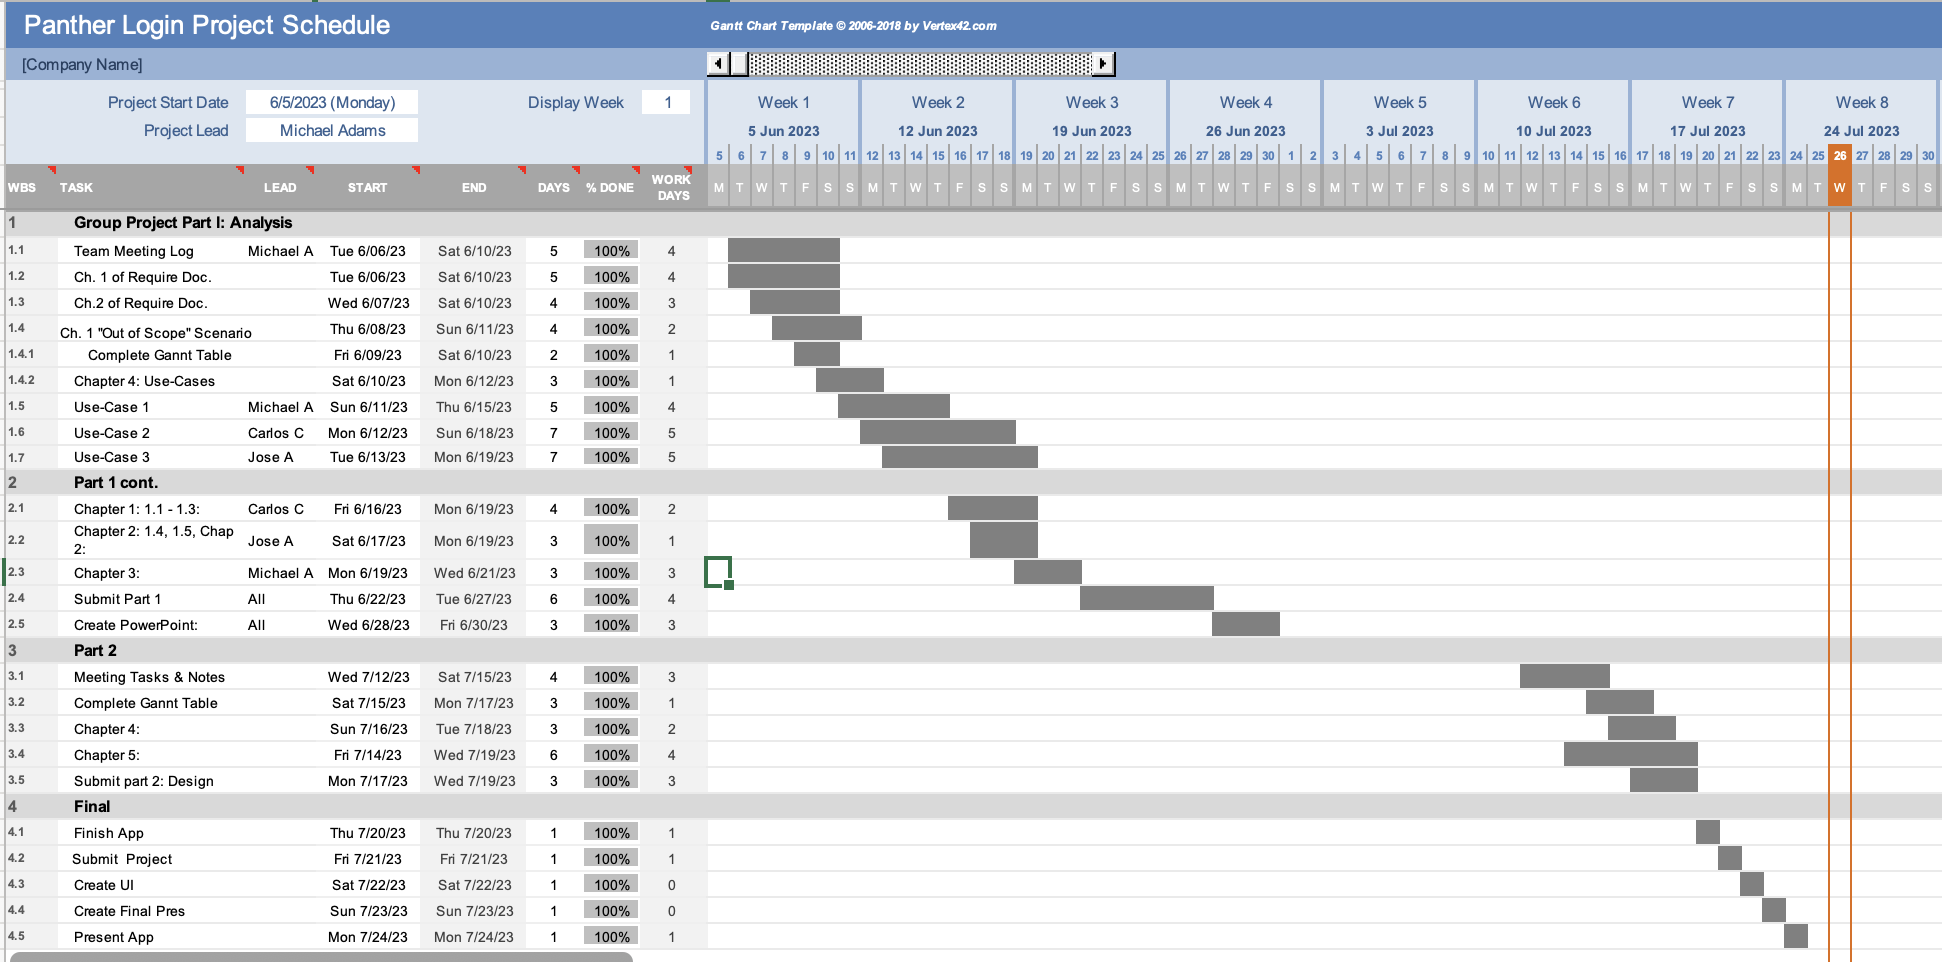 Panther Login Project Schedule
Gantt Chart Template © 2006-2018 by Vertex42.com
[Company Name]
Project Start Date 6/5/2023 (Monday) Display Week 1
Project Lead Michael Adams
Week 1 Week 2 Week 3 Week 4 Week 5 Week 6 Week 7 Week 8
5 Jun 2023 12 Jun 2023 19 Jun 2023 26 Jun 2023 3 Jul 2023 10 Jul 2023 17 Jul 2023 24 Jul 2023
5 6 7 8 9 10 11 12 13 14 15 16 17 18 19 20 21 22 23 24 25 26 27 28 29 30 1 2 3 4 5 6 7 8 9 10 11 12 13 14 15 16 17 18 19 20 21 22 23 24 25 26 27 28 29 30
WBS TASK LEAD START END DAYS % DONE WORK DAYS M T W T F S S M T W T F S S M T W T F S S M T W T F S S M T W T F S S M T W T F S S M T W T F S S M T W T F S S
1 Group Project Part I: Analysis
1.1 Team Meeting Log Michael A Tue 6/06/23 Sat 6/10/23 5 100% 4
1.2 Ch. 1 of Require Doc. Tue 6/06/23 Sat 6/10/23 5 100% 4
1.3 Ch.2 of Require Doc. Wed 6/07/23 Sat 6/10/23 4 100% 3
1.4 Ch. 1 "Out of Scope" Scenario Thu 6/08/23 Sun 6/11/23 4 100% 2
1.4.1 Complete Gannt Table Fri 6/09/23 Sat 6/10/23 2 100% 1
1.4.2 Chapter 4: Use-Cases Sat 6/10/23 Mon 6/12/23 3 100% 1
1.5 Use-Case 1 Michael A Sun 6/11/23 Thu 6/15/23 5 100% 4
1.6 Use-Case 2 Carlos C Mon 6/12/23 Sun 6/18/23 7 100% 5
1.7 Use-Case 3 Jose A Tue 6/13/23 Mon 6/19/23 7 100% 5
2 Part 1 cont.
2.1 Chapter 1: 1.1 - 1.3: Carlos C Fri 6/16/23 Mon 6/19/23 4 100% 2
2.2 Chapter 2: 1.4, 1.5, Chap 2: Jose A Sat 6/17/23 Mon 6/19/23 3 100% 1
2.3 Chapter 3: Michael A Mon 6/19/23 Wed 6/21/23 3 100% 3
2.4 Submit Part 1 All Thu 6/22/23 Tue 6/27/23 6 100% 4
2.5 Create PowerPoint: All Wed 6/28/23 Fri 6/30/23 3 100% 3
3 Part 2
3.1 Meeting Tasks & Notes Wed 7/12/23 Sat 7/15/23 4 100% 3
3.2 Complete Gannt Table Sat 7/15/23 Mon 7/17/23 3 100% 1
3.3 Chapter 4: Sun 7/16/23 Tue 7/18/23 3 100% 2
3.4 Chapter 5: Fri 7/14/23 Wed 7/19/23 6 100% 4
3.5 Submit part 2: Design Mon 7/17/23 Wed 7/19/23 3 100% 3
4 Final
4.1 Finish App Thu 7/20/23 Thu 7/20/23 1 100% 1
4.2 Submit Project Fri 7/21/23 Fri 7/21/23 1 100% 1
4.3 Create UI Sat 7/22/23 Sat 7/22/23 1 100% 0
4.4 Create Final Pres Sun 7/23/23 Sun 7/23/23 1 100% 0
4.5 Present App Mon 7/24/23 Mon 7/24/23 1 100% 1